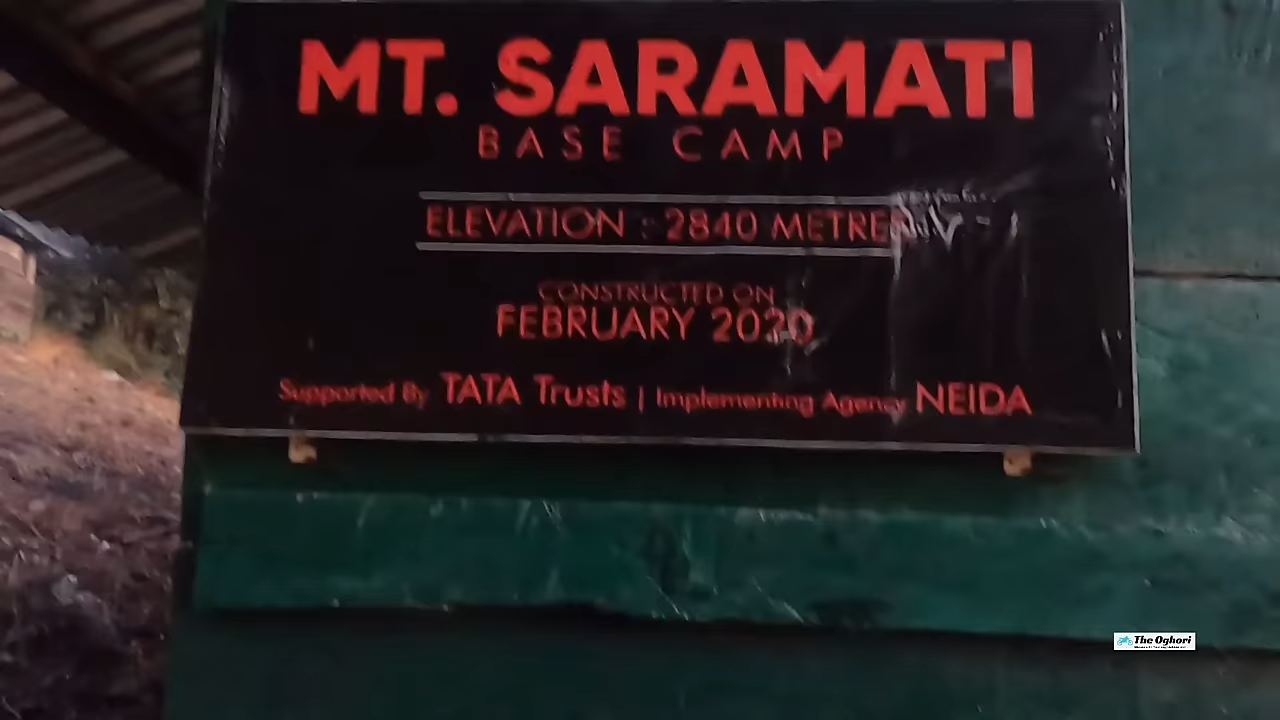 MT. SARAMATI
BASE CAMP
ELEVATION : 2840 METRES
CONSTRUCTED ON
FEBRUARY 2020
Supported By TATA Trusts | Implementing Agency NEIDA
The Oghori